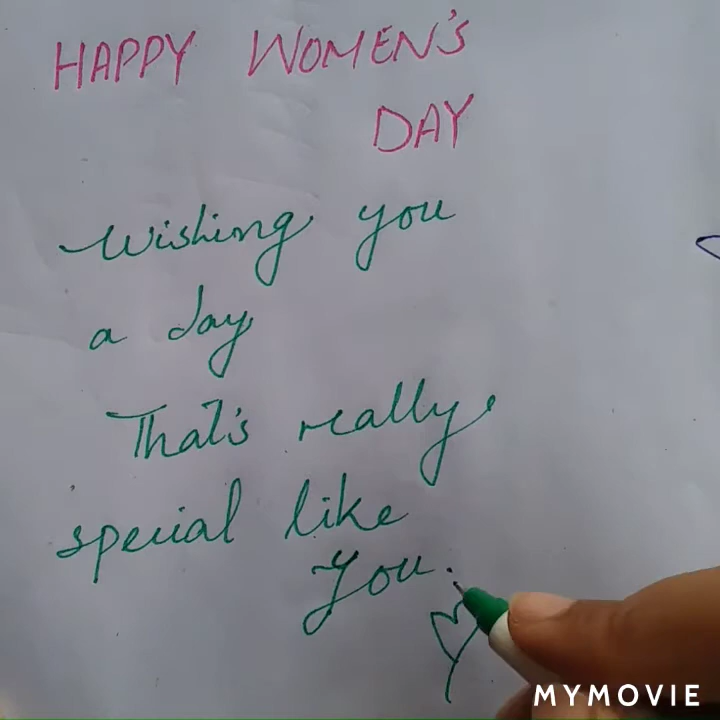 HAPPY WOMEN'S
DAY
Wishing you
a day
That's really
special like
You.
MYMOVIE